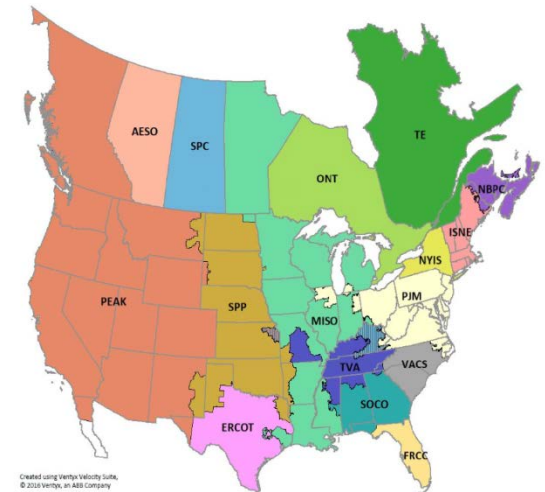 TE
AESO
SPC
ONT
NBPC
ISNE
NYIS
PEAK
SPP
MISO
PJM
TVA
VACS
SOCO
ERCOT
FRCC
Created using Ventyx Velocity Suite,
© 2016 Ventyx, an ABB Company